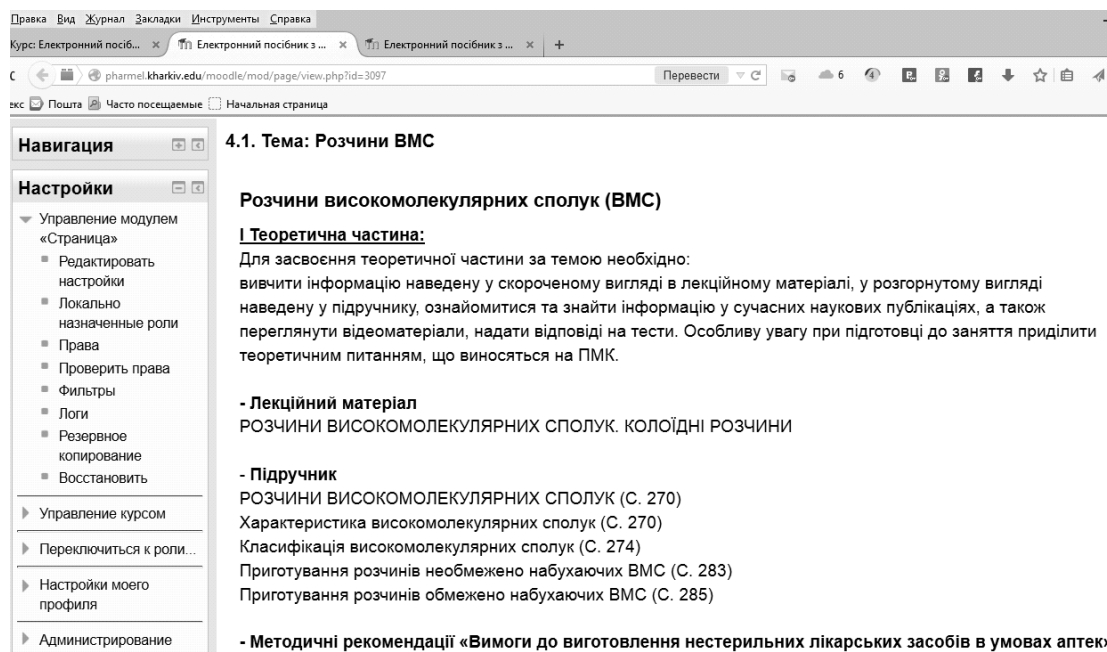 Правка Вид Журнал Закладки Инструменты Справка
Курс: Електронний посіб... × Електронний посібник з ... × Електронний посібник з ... × +
pharmel.kharkiv.edu/moodle/mod/page/view.php?id=3097 Перевести 6
Пошта Часто посещаемые Начальная страница
Навигация
Настройки
Управление модулем
«Страница»
Редактировать
настройки
Локально
назначенные роли
Права
Проверить права
Фильтры
Логи
Резервное
копирование
Восстановить
Управление курсом
Переключиться к роли...
Настройки моего
профиля
Администрирование
4.1. Тема: Розчини ВМС
Розчини високомолекулярних сполук (ВМС)
І Теоретична частина:
Для засвоєння теоретичної частини за темою необхідно:
вивчити інформацію наведену у скороченому вигляді в лекційному матеріалі, у розгорнутому вигляді
наведену у підручнику, ознайомитися та знайти інформацію у сучасних наукових публікаціях, а також
переглянути відеоматеріали, надати відповіді на тести. Особливу увагу при підготовці до заняття приділити
теоретичним питанням, що виносяться на ПМК.
- Лекційний матеріал
РОЗЧИНИ ВИСОКОМОЛЕКУЛЯРНИХ СПОЛУК. КОЛОЇДНІ РОЗЧИНИ
- Підручник
РОЗЧИНИ ВИСОКОМОЛЕКУЛЯРНИХ СПОЛУК (С. 270)
Характеристика високомолекулярних сполук (С. 270)
Класифікація високомолекулярних сполук (С. 274)
Приготування розчинів необмежено набухаючих ВМС (С. 283)
Приготування розчинів обмежено набухаючих ВМС (С. 285)
- Методичні рекомендації «Вимоги до виготовлення нестерильних лікарських засобів в умовах аптек»